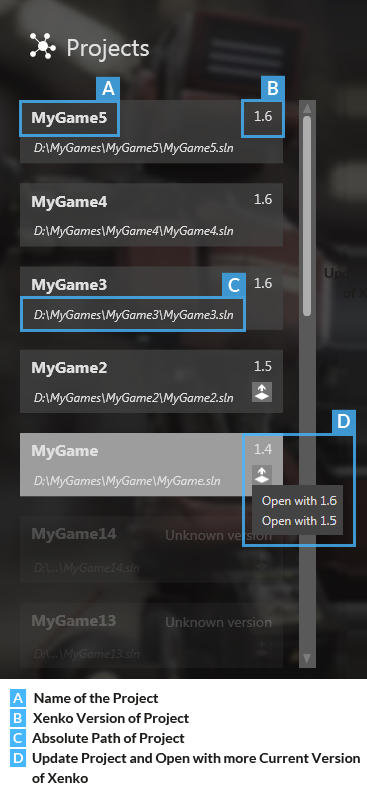 Projects
A
B
MyGame5
1.6
D:\MyGames\MyGame5\MyGame5.sln
MyGame4
1.6
D:\MyGames\MyGame4\MyGame4.sln
C
MyGame3
1.6
D:\MyGames\MyGame3\MyGame3.sln
MyGame2
1.5
D:\MyGames\MyGame2\MyGame2.sln
D
MyGame
1.4
D:\MyGames\MyGame\MyGame.sln
Open with 1.6
Open with 1.5
MyGame14
Unknown version
D:\...\MyGame14.sln
MyGame13
Unknown version
D:\...\MyGame13.sln
A Name of the Project
B Xenko Version of Project
C Absolute Path of Project
D Update Project and Open with more Current Version
of Xenko